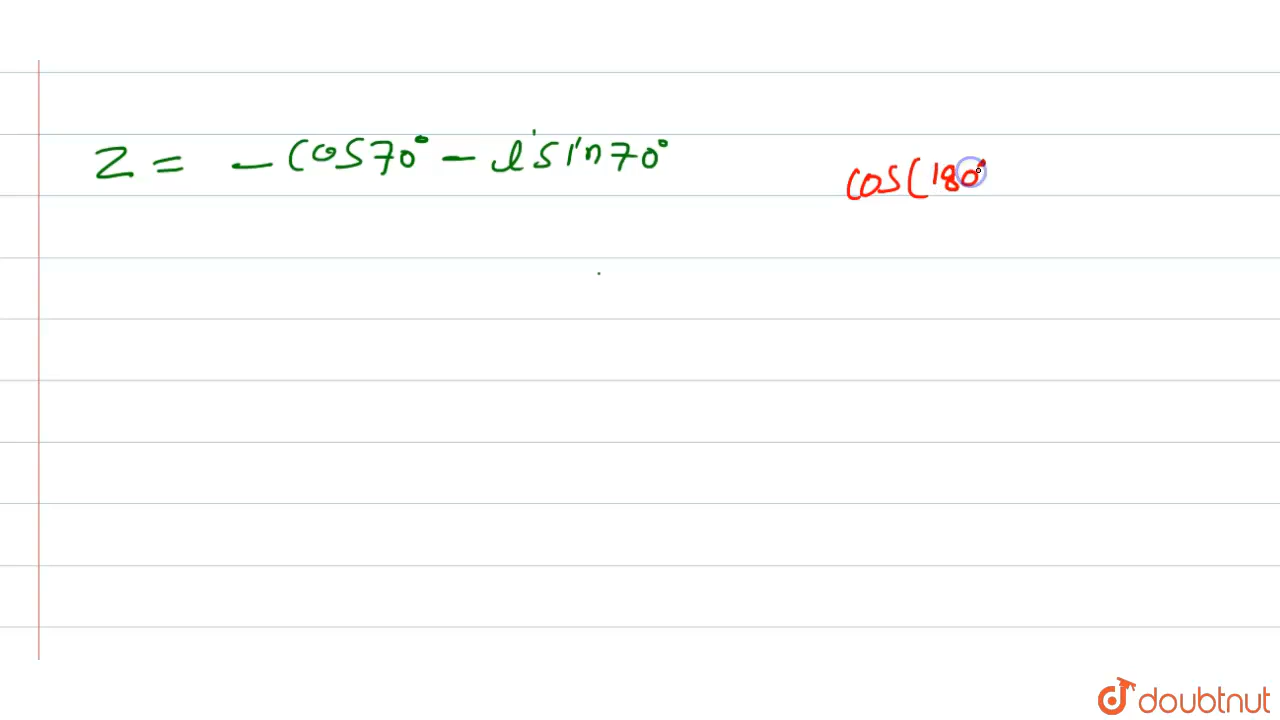 Z = - cos70° - i sin70°
cos(180°
doubtnut